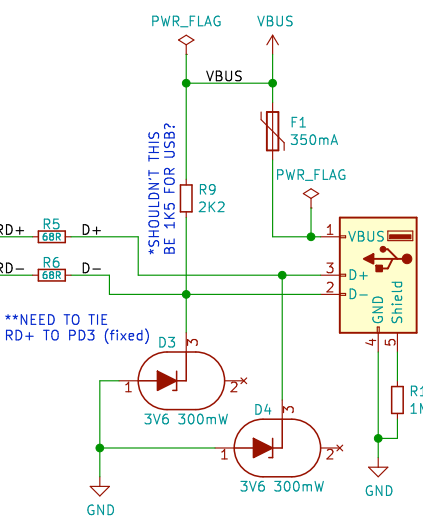 PWR_FLAG
VBUS
VBUS
F1
350mA
*SHOULDN'T THIS
BE 1K5 FOR USB?
PWR_FLAG
R9
2K2
RD+
R5
68R
D+
1
VBUS
RD-
R6
68R
D-
3
D+
2
D-
GND
Shield
**NEED TO TIE
RD+ TO PD3 (fixed)
4
5
D3
3
1
2
3V6 300mW
D4
3
1
2
3V6 300mW
R1
1M
GND
GND